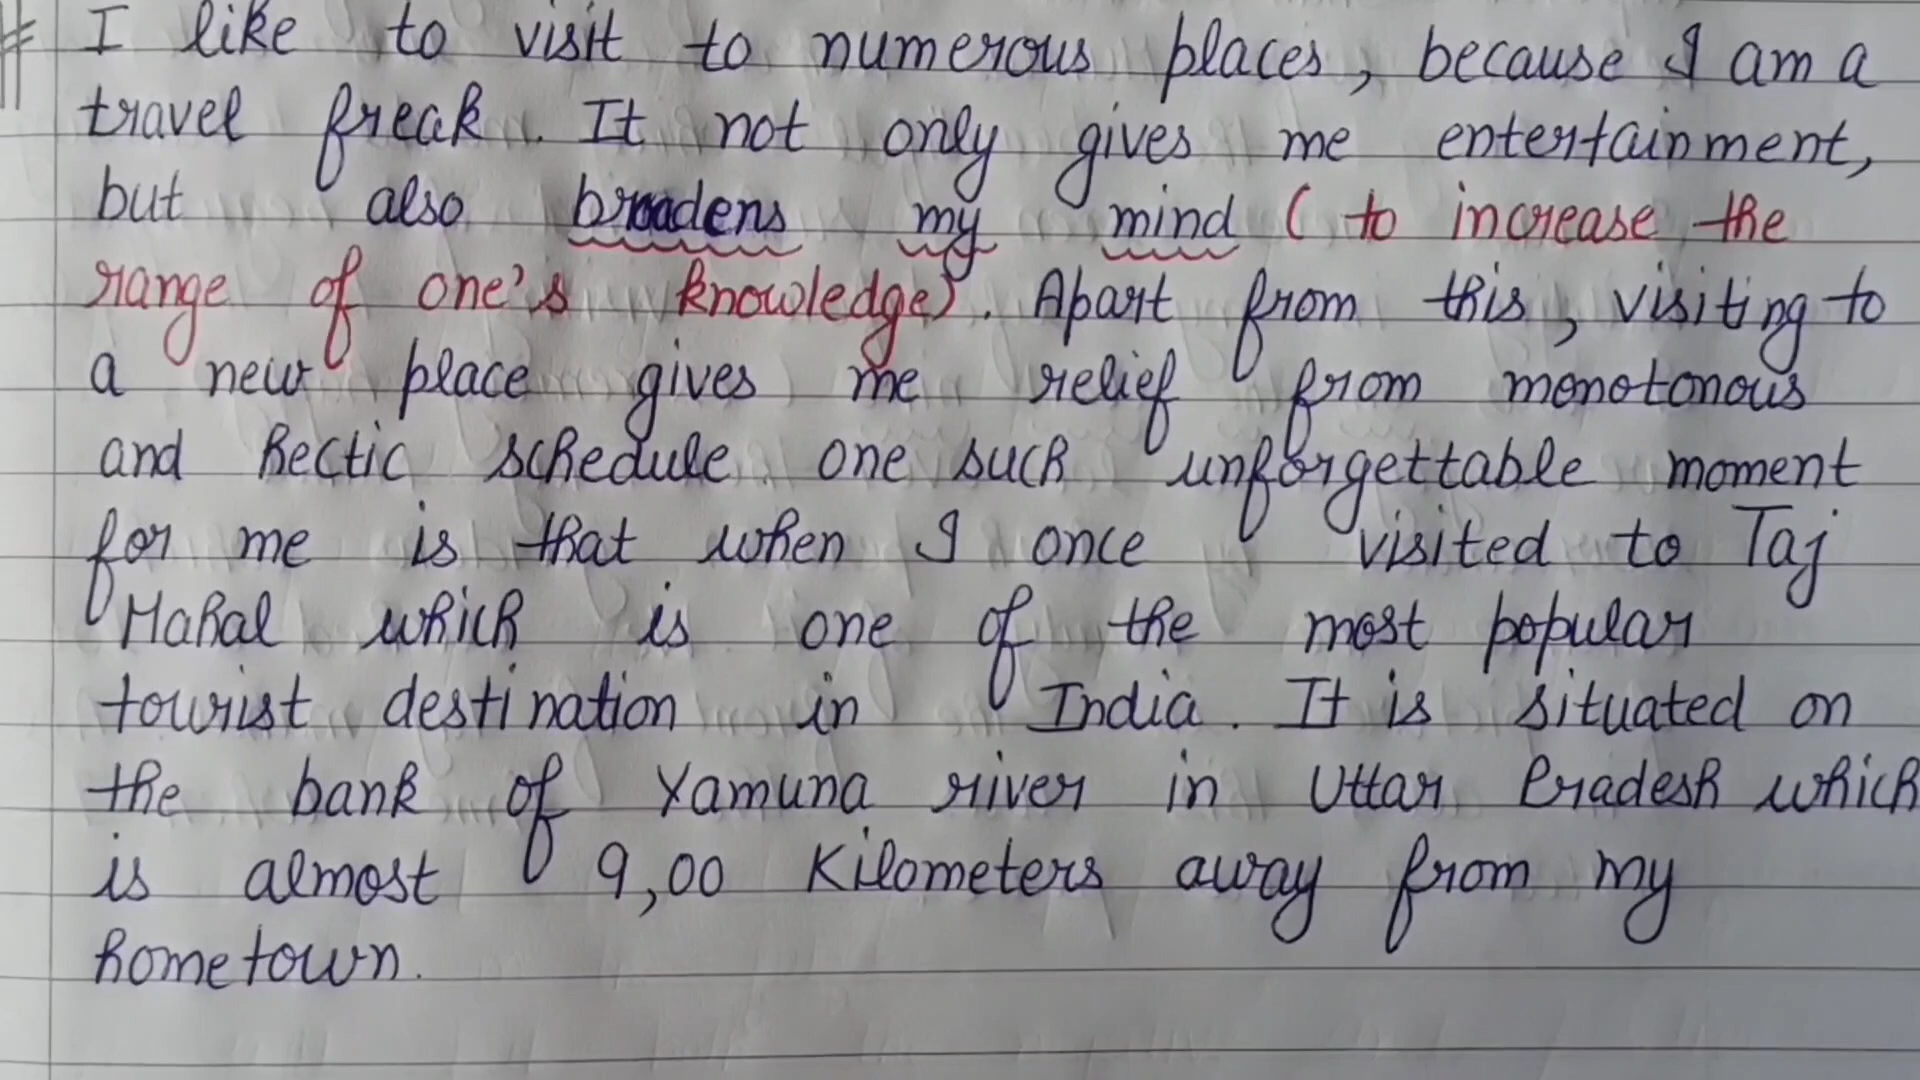 # I like to visit to numerous places, because I am a
travel freak. It not only gives me entertainment,
but also broadens my mind ( to increase the
range of one's knowledge). Apart from this, visiting to
a new place gives me relief from monotonous
and hectic schedule. one such unforgettable moment
for me is that when I once visited to Taj
Mahal which is one of the most popular
tourist destination in India. It is situated on
the bank of Yamuna river in Uttar Pradesh which
is almost 9,00 Kilometers away from my
hometown.